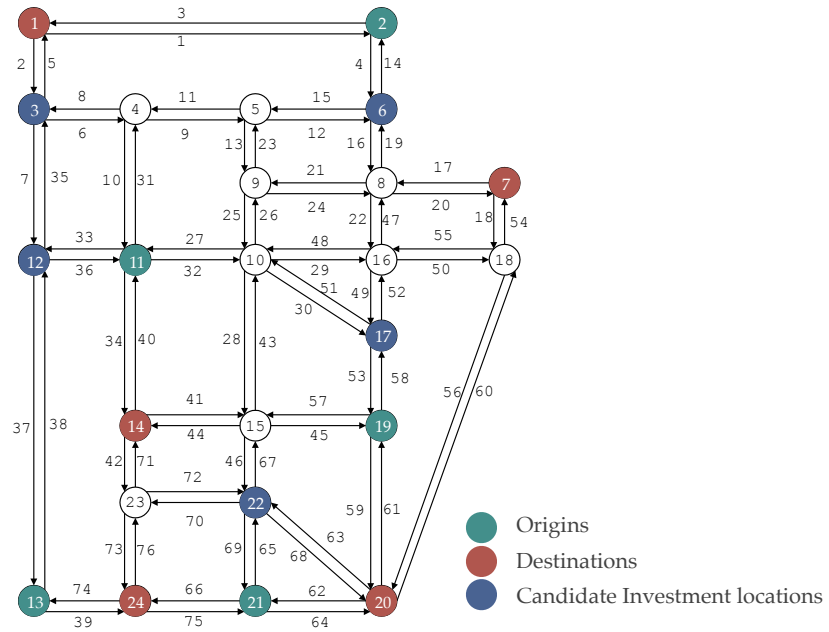 3
1 2
1
2 5 4 14
8 11 15
3 4 5 6
6 9 12
13 23 16 19
21 17
9 8 7
24 20
7 35 10 31
25 26 22 47 18 54
33 27 48 55
12 11 10 16 18
36 32 29 50
51 49 52
30
17
34 40 28 43
53 58
56 60
41 57
37 38
14 15 19
44 45
42 71 46 67
72
23 22
70
59 61
63
68
73 76 69 65
Origins
Destinations
74 66 62
13 24 21 20
Candidate Investment locations
39 75 64